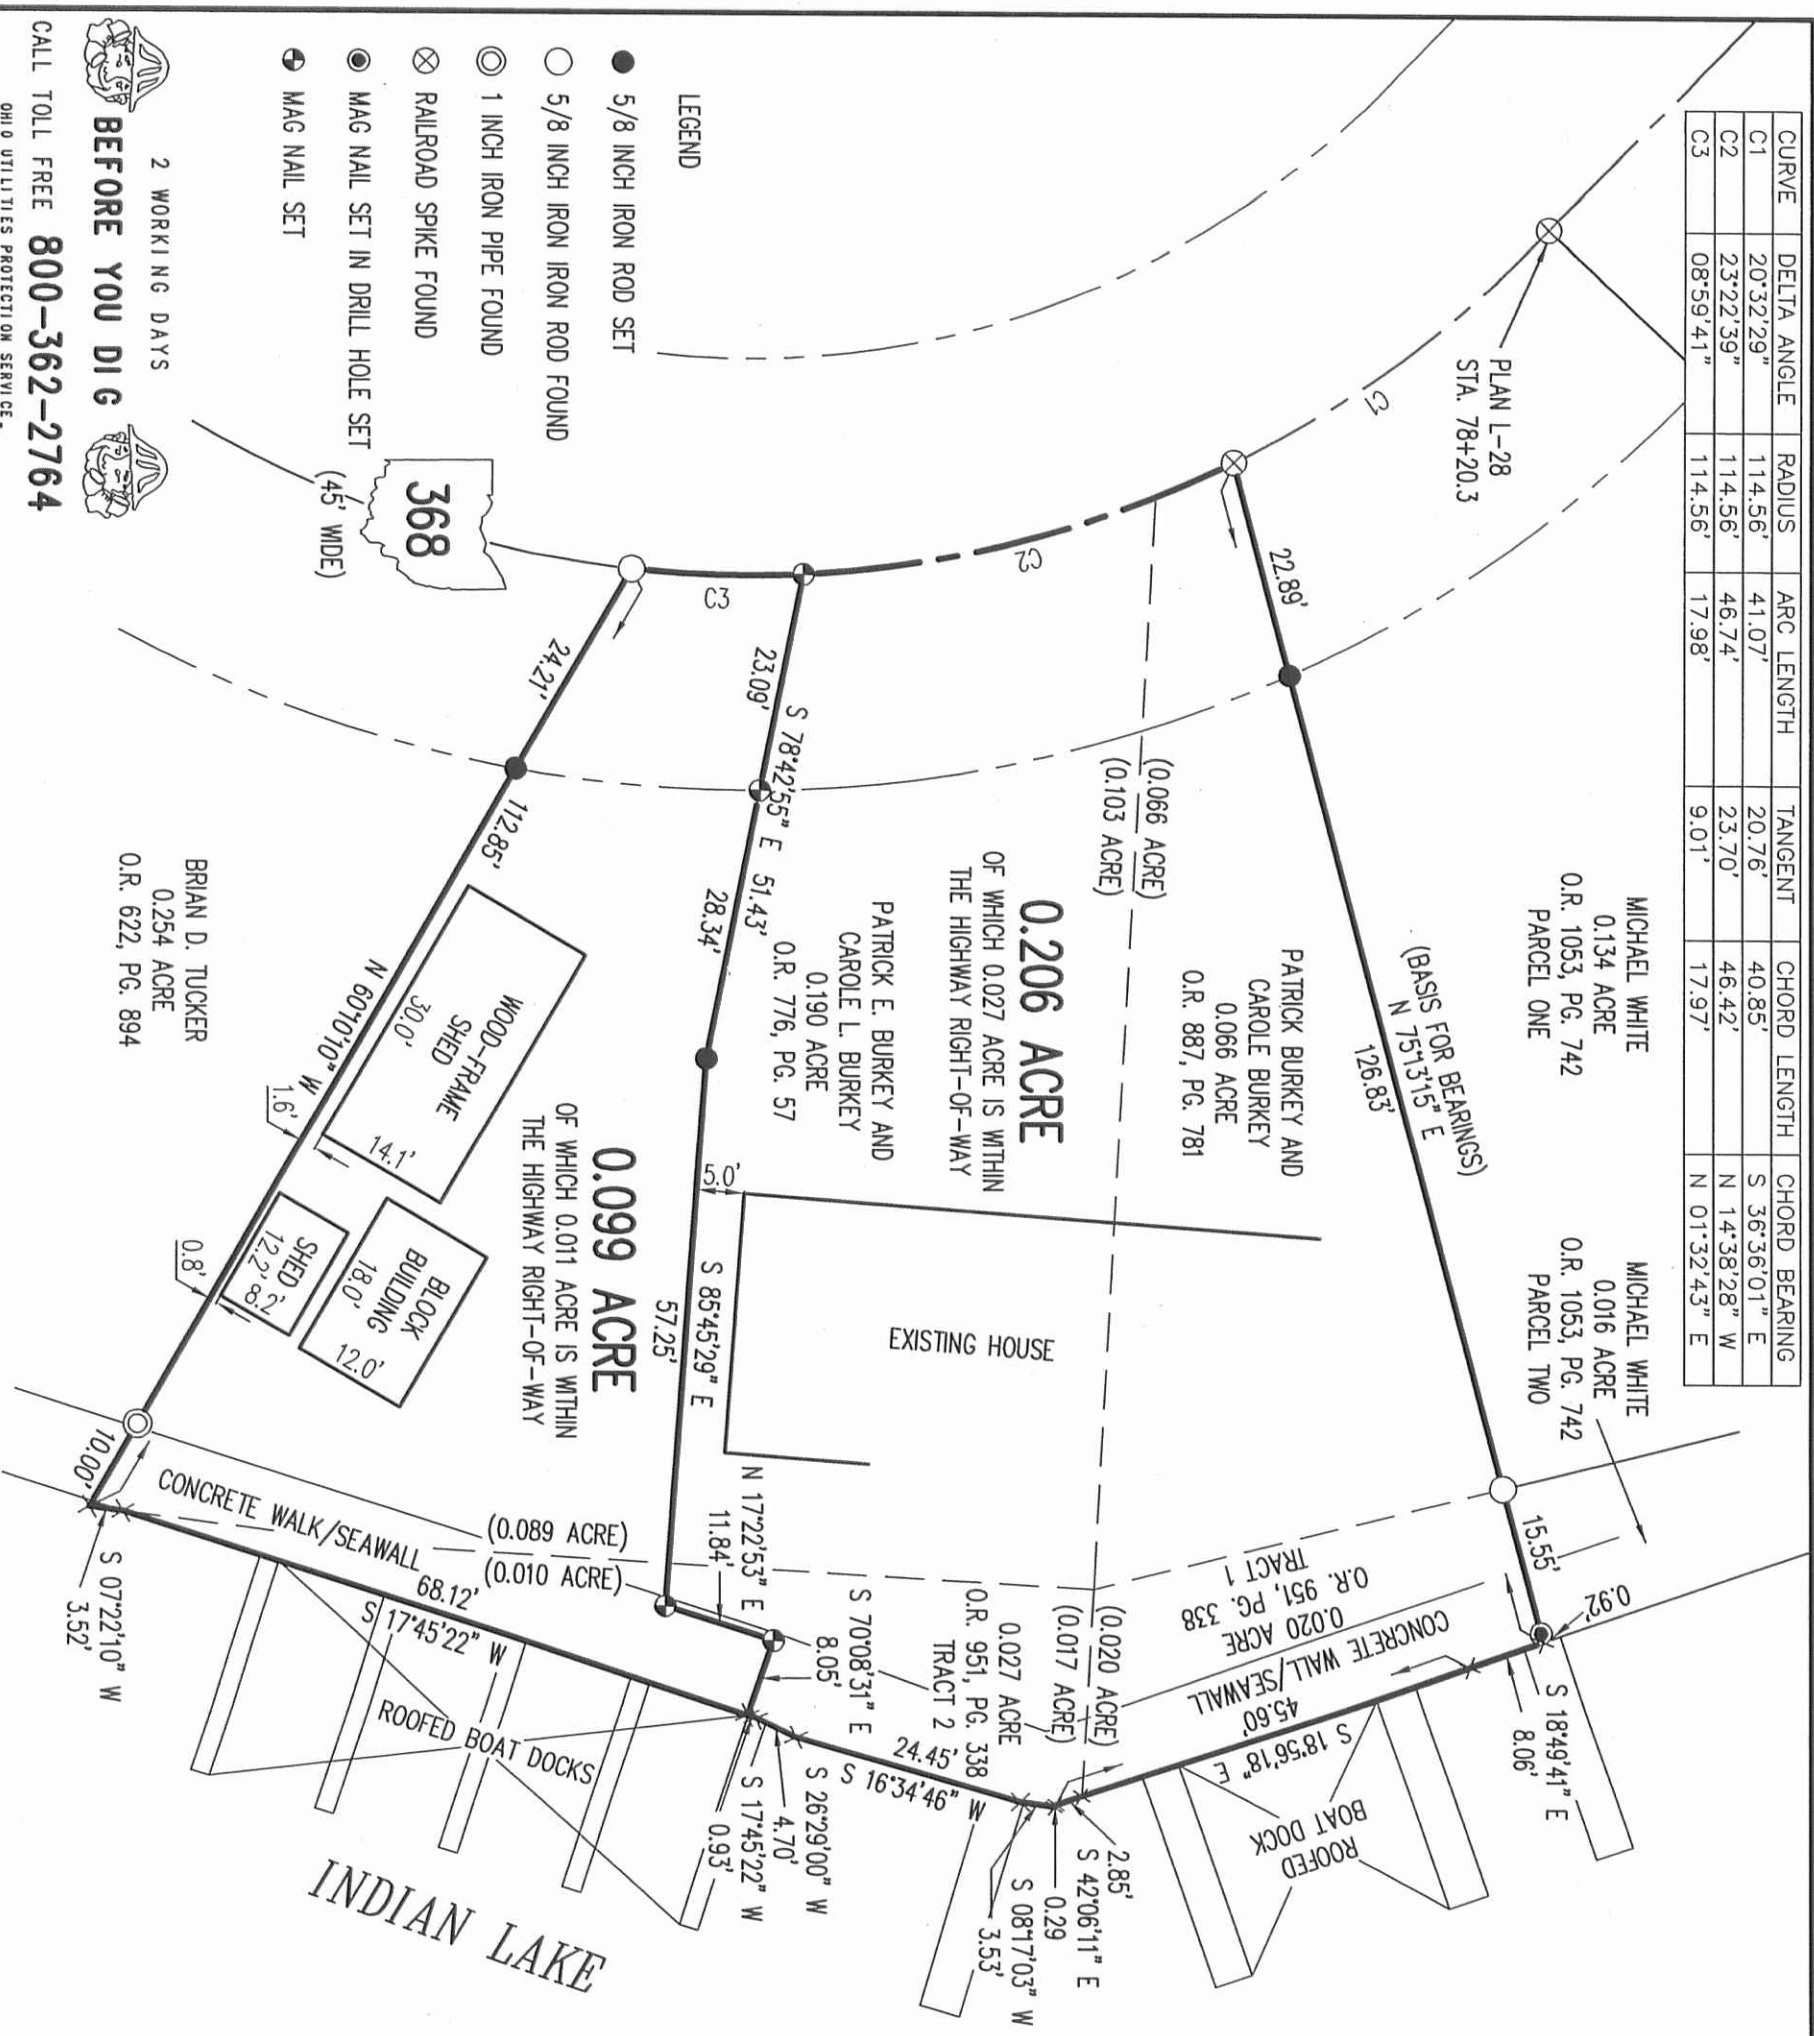 CURVE DELTA ANGLE RADIUS ARC LENGTH TANGENT CHORD LENGTH CHORD BEARING
C1 20°32'29" 114.56' 41.07' 20.76' 40.85' S 36°36'01" E
C2 23°22'39" 114.56' 46.74' 23.70' 46.42' N 14°38'28" W
C3 08°59'41" 114.56' 17.98' 9.01' 17.97' N 01°32'43" E
PLAN L-28
STA. 78+20.3
C1
C2
C3
MICHAEL WHITE
0.134 ACRE
O.R. 1053, PG. 742
PARCEL ONE
MICHAEL WHITE
0.016 ACRE
O.R. 1053, PG. 742
PARCEL TWO
(BASIS FOR BEARINGS)
N 75°13'15" E
126.83'
22.89'
15.55'
0.92'
S 18°49'41" E
8.06'
PATRICK BURKEY AND
CAROLE BURKEY
0.066 ACRE
O.R. 887, PG. 781
(0.066 ACRE)
(0.103 ACRE)
0.206 ACRE
OF WHICH 0.027 ACRE IS WITHIN
THE HIGHWAY RIGHT-OF-WAY
PATRICK E. BURKEY AND
CAROLE L. BURKEY
0.190 ACRE
O.R. 776, PG. 57
EXISTING HOUSE
5.0'
TRACT 1
O.R. 951, PG. 338
0.020 ACRE
CONCRETE WALL/SEAWALL
45.60'
S 18°56'18" E
ROOFED
BOAT DOCK
(0.020 ACRE)
(0.017 ACRE)
0.027 ACRE
O.R. 951, PG. 338
TRACT 2
2.85'
S 42°06'11" E
0.29
S 08°17'03" W
3.53'
24.45'
S 16°34'46" W
S 26°29'00" W
4.70'
S 17°45'22" W
0.93'
S 70°08'31" E
8.05'
N 17°22'53" E
11.84'
23.09'
S 78°42'55" E 51.43'
28.34'
S 85°45'29" E
57.25'
0.099 ACRE
OF WHICH 0.011 ACRE IS WITHIN
THE HIGHWAY RIGHT-OF-WAY
24.21'
112.85'
N 60°10'10" W
WOOD-FRAME
SHED
30.0'
14.1'
1.6'
BLOCK
BUILDING
18.0'
12.0'
SHED
12.2'
8.2'
0.8'
10.00'
(0.089 ACRE)
(0.010 ACRE)
CONCRETE WALK/SEAWALL
68.12'
S 17°45'22" W
S 07°22'10" W
3.52'
ROOFED BOAT DOCKS
INDIAN LAKE
BRIAN D. TUCKER
0.254 ACRE
O.R. 622, PG. 894
368
(45' WIDE)
LEGEND
5/8 INCH IRON ROD SET
5/8 INCH IRON IRON ROD FOUND
1 INCH IRON PIPE FOUND
RAILROAD SPIKE FOUND
MAG NAIL SET IN DRILL HOLE SET
MAG NAIL SET
2 WORKING DAYS
BEFORE YOU DIG
CALL TOLL FREE 800-362-2764
OHIO UTILITIES PROTECTION SERVICE.